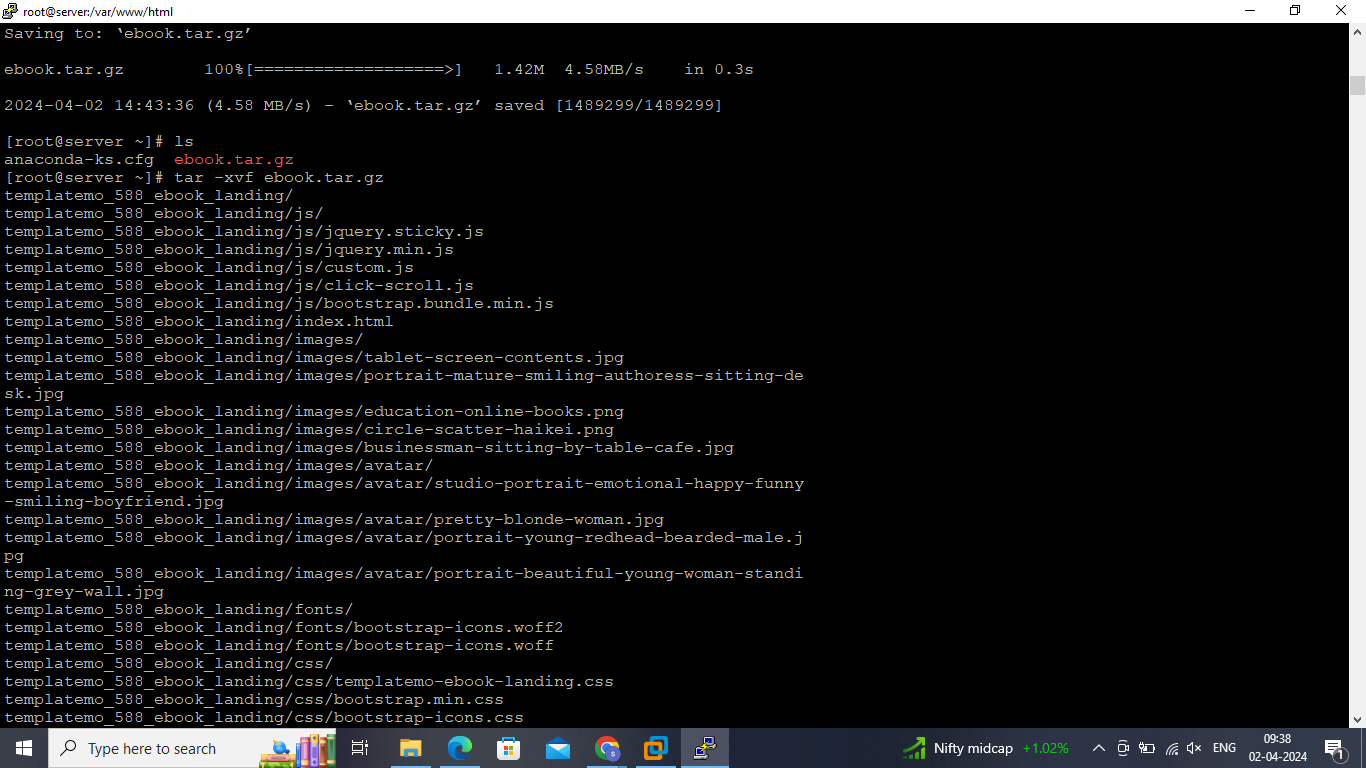 root@server:/var/www/html
Saving to: ‘ebook.tar.gz’
ebook.tar.gz        100%[===================>]   1.42M  4.58MB/s    in 0.3s
2024-04-02 14:43:36 (4.58 MB/s) - ‘ebook.tar.gz’ saved [1489299/1489299]
[root@server ~]# ls
anaconda-ks.cfg  ebook.tar.gz
[root@server ~]# tar -xvf ebook.tar.gz
templatemo_588_ebook_landing/
templatemo_588_ebook_landing/js/
templatemo_588_ebook_landing/js/jquery.sticky.js
templatemo_588_ebook_landing/js/jquery.min.js
templatemo_588_ebook_landing/js/custom.js
templatemo_588_ebook_landing/js/click-scroll.js
templatemo_588_ebook_landing/js/bootstrap.bundle.min.js
templatemo_588_ebook_landing/index.html
templatemo_588_ebook_landing/images/
templatemo_588_ebook_landing/images/tablet-screen-contents.jpg
templatemo_588_ebook_landing/images/portrait-mature-smiling-authoress-sitting-de
sk.jpg
templatemo_588_ebook_landing/images/education-online-books.png
templatemo_588_ebook_landing/images/circle-scatter-haikei.png
templatemo_588_ebook_landing/images/businessman-sitting-by-table-cafe.jpg
templatemo_588_ebook_landing/images/avatar/
templatemo_588_ebook_landing/images/avatar/studio-portrait-emotional-happy-funny
-smiling-boyfriend.jpg
templatemo_588_ebook_landing/images/avatar/pretty-blonde-woman.jpg
templatemo_588_ebook_landing/images/avatar/portrait-young-redhead-bearded-male.j
pg
templatemo_588_ebook_landing/images/avatar/portrait-beautiful-young-woman-standi
ng-grey-wall.jpg
templatemo_588_ebook_landing/fonts/
templatemo_588_ebook_landing/fonts/bootstrap-icons.woff2
templatemo_588_ebook_landing/fonts/bootstrap-icons.woff
templatemo_588_ebook_landing/css/
templatemo_588_ebook_landing/css/templatemo-ebook-landing.css
templatemo_588_ebook_landing/css/bootstrap.min.css
templatemo_588_ebook_landing/css/bootstrap-icons.css
Type here to search
Nifty midcap +1.02%
ENG
09:38
02-04-2024
1